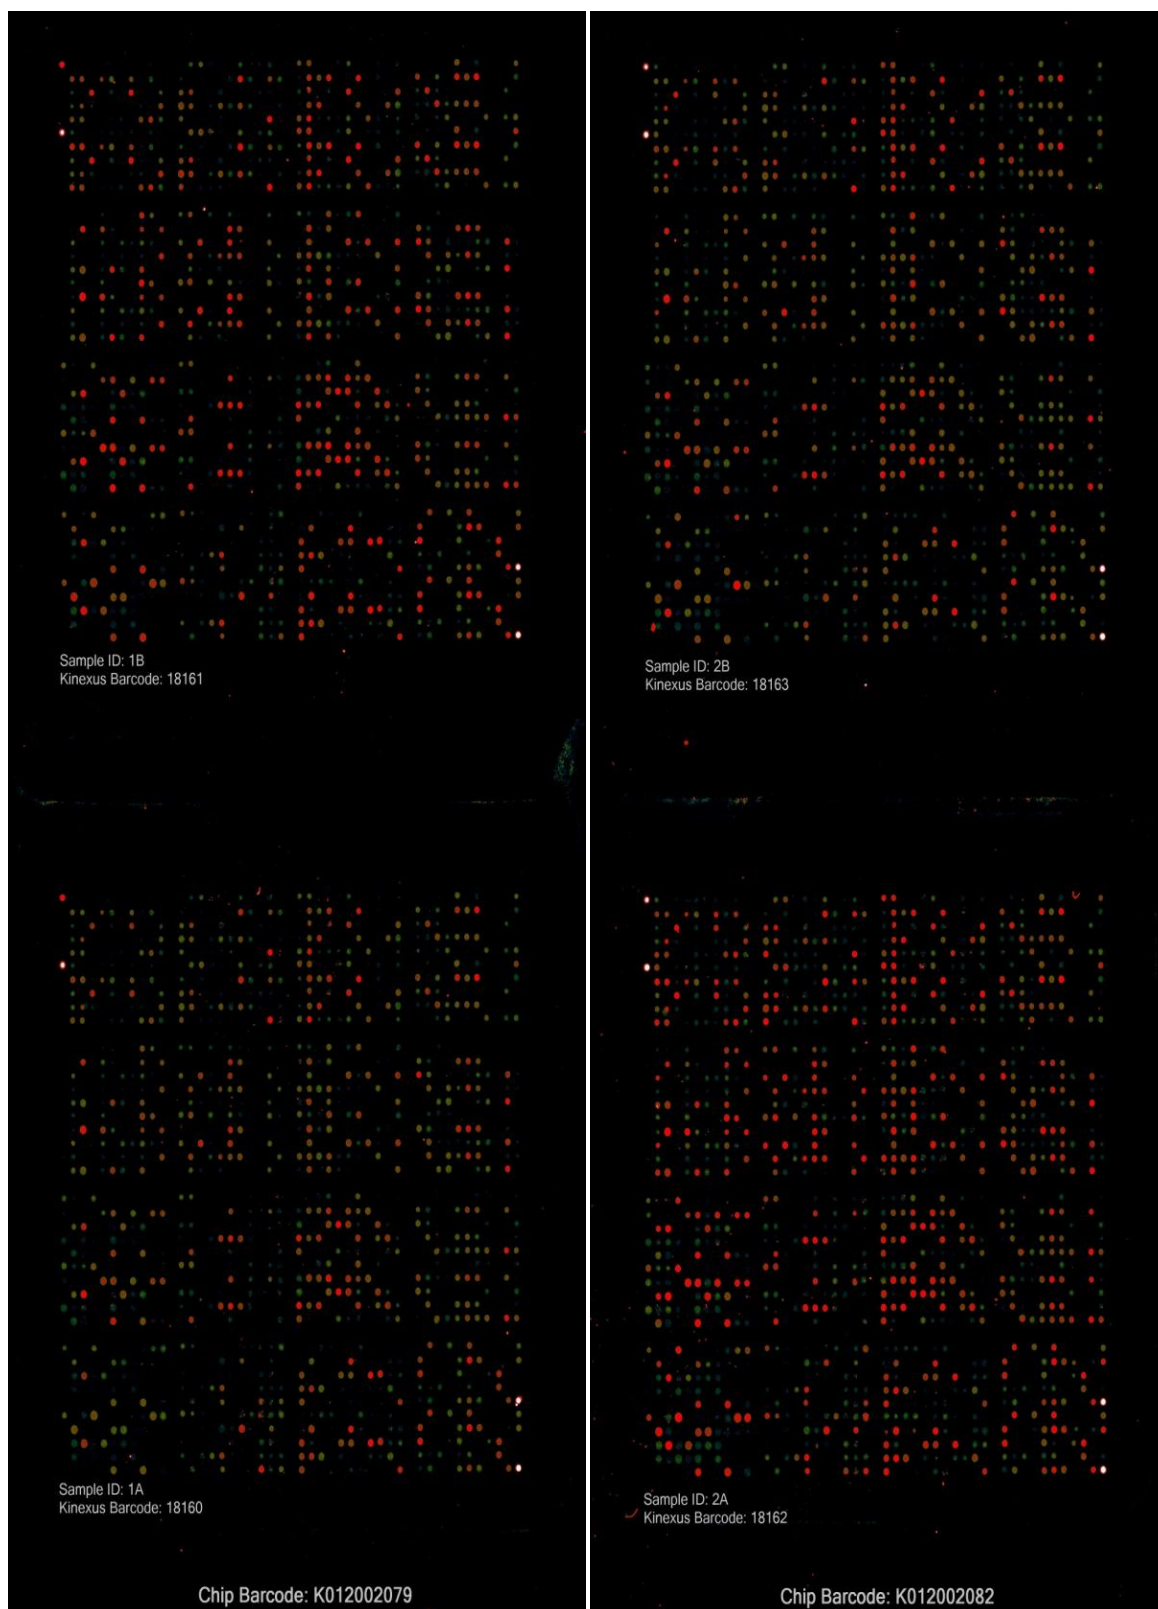 Sample ID: 1B
Kinexus Barcode: 18161
Sample ID: 2B
Kinexus Barcode: 18163
Sample ID: 1A
Kinexus Barcode: 18160
Sample ID: 2A
Kinexus Barcode: 18162
Chip Barcode: K012002079
Chip Barcode: K012002082